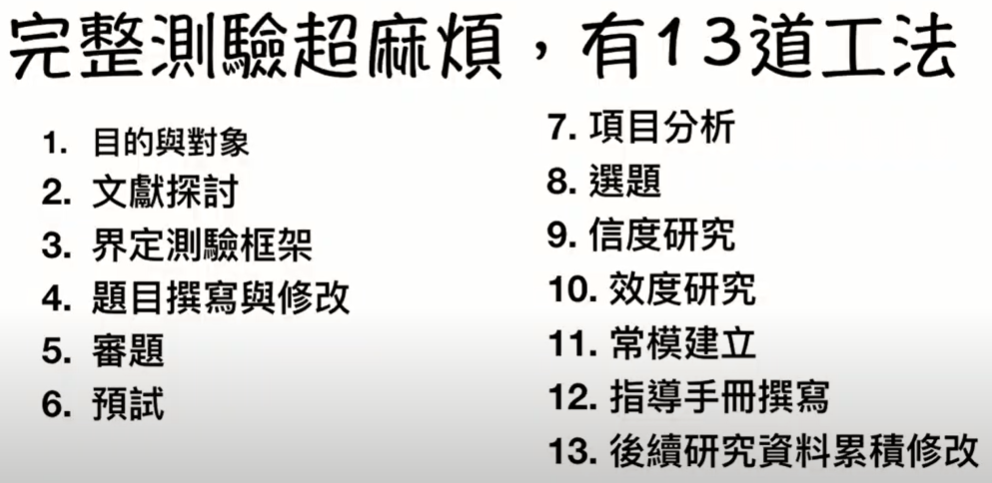 完整測驗超麻煩，有13道工法
1. 目的與對象
2. 文獻探討
3. 界定測驗框架
4. 題目撰寫與修改
5. 審題
6. 預試
7. 項目分析
8. 選題
9. 信度研究
10. 效度研究
11. 常模建立
12. 指導手冊撰寫
13. 後續研究資料累積修改